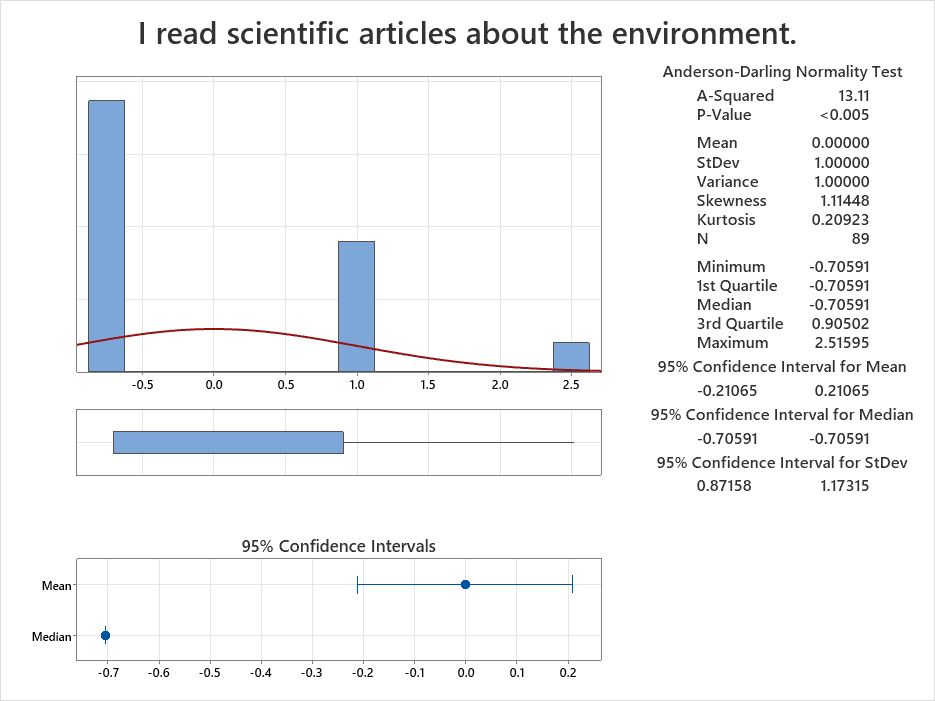 I read scientific articles about the environment.
-0.5 0.0 0.5 1.0 1.5 2.0 2.5
Anderson-Darling Normality Test
A-Squared 13.11
P-Value <0.005
Mean 0.00000
StDev 1.00000
Variance 1.00000
Skewness 1.11448
Kurtosis 0.20923
N 89
Minimum -0.70591
1st Quartile -0.70591
Median -0.70591
3rd Quartile 0.90502
Maximum 2.51595
95% Confidence Interval for Mean
-0.21065 0.21065
95% Confidence Interval for Median
-0.70591 -0.70591
95% Confidence Interval for StDev
0.87158 1.17315
95% Confidence Intervals
Mean
Median
-0.7 -0.6 -0.5 -0.4 -0.3 -0.2 -0.1 0.0 0.1 0.2